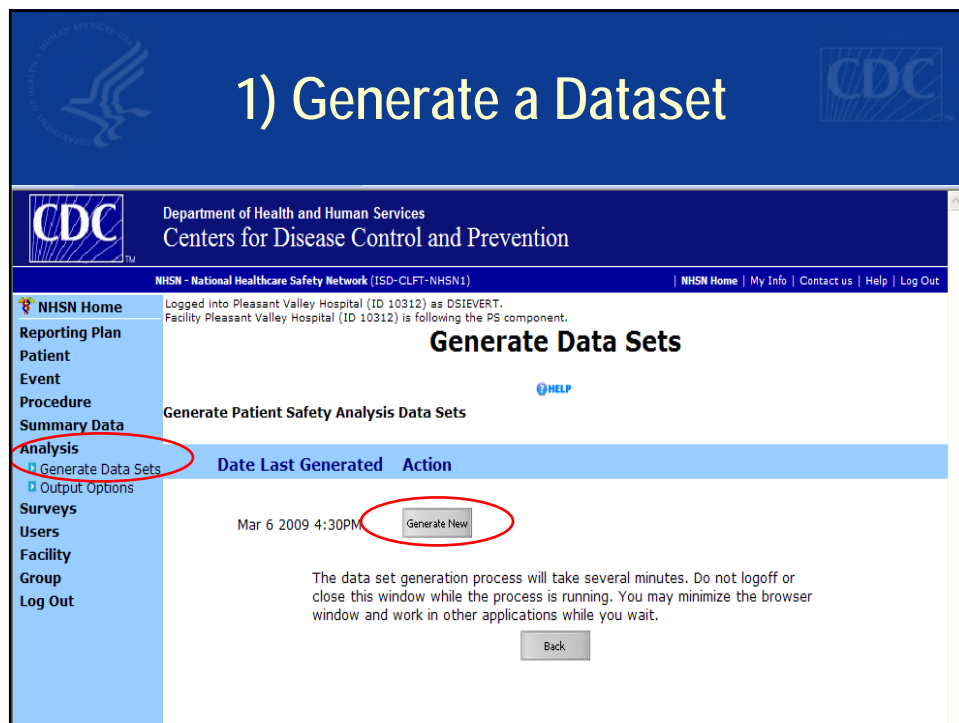 1) Generate a Dataset
CDC
CDC
TM
Department of Health and Human Services
Centers for Disease Control and Prevention
NHSN - National Healthcare Safety Network (ISD-CLFT-NHSN1)
| NHSN Home | My Info | Contact us | Help | Log Out
NHSN Home
Reporting Plan
Patient
Event
Procedure
Summary Data
Analysis
Generate Data Sets
Output Options
Surveys
Users
Facility
Group
Log Out
Logged into Pleasant Valley Hospital (ID 10312) as DSIEVERT.
Facility Pleasant Valley Hospital (ID 10312) is following the PS component.
Generate Data Sets
HELP
Generate Patient Safety Analysis Data Sets
Date Last Generated Action
Mar 6 2009 4:30PM Generate New
The data set generation process will take several minutes. Do not logoff or
close this window while the process is running. You may minimize the browser
window and work in other applications while you wait.
Back